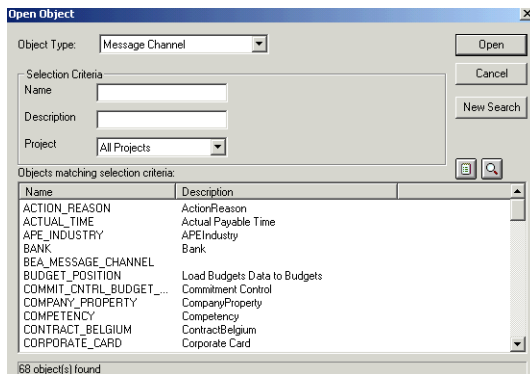 Open Object
Object Type: Message Channel
Open
Selection Criteria
Cancel
Name
New Search
Description
Project All Projects
Objects matching selection criteria:
Name Description
ACTION_REASON ActionReason
ACTUAL_TIME Actual Payable Time
APE_INDUSTRY APEIndustry
BANK Bank
BEA_MESSAGE_CHANNEL
BUDGET_POSITION Load Budgets Data to Budgets
COMMIT_CNTRL_BUDGET_... Commitment Control
COMPANY_PROPERTY CompanyProperty
COMPETENCY Competency
CONTRACT_BELGIUM ContractBelgium
CORPORATE_CARD Corporate Card
68 object(s) found